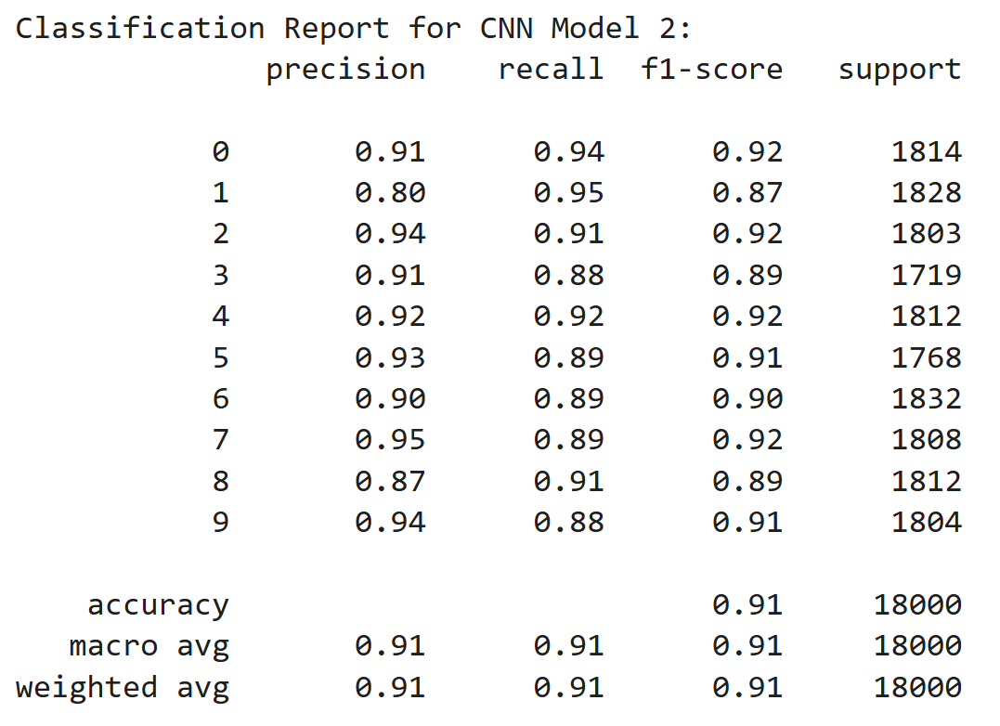 Classification Report for CNN Model 2:
precision recall f1-score support
0 0.91 0.94 0.92 1814
1 0.80 0.95 0.87 1828
2 0.94 0.91 0.92 1803
3 0.91 0.88 0.89 1719
4 0.92 0.92 0.92 1812
5 0.93 0.89 0.91 1768
6 0.90 0.89 0.90 1832
7 0.95 0.89 0.92 1808
8 0.87 0.91 0.89 1812
9 0.94 0.88 0.91 1804
accuracy 0.91 18000
macro avg 0.91 0.91 0.91 18000
weighted avg 0.91 0.91 0.91 18000